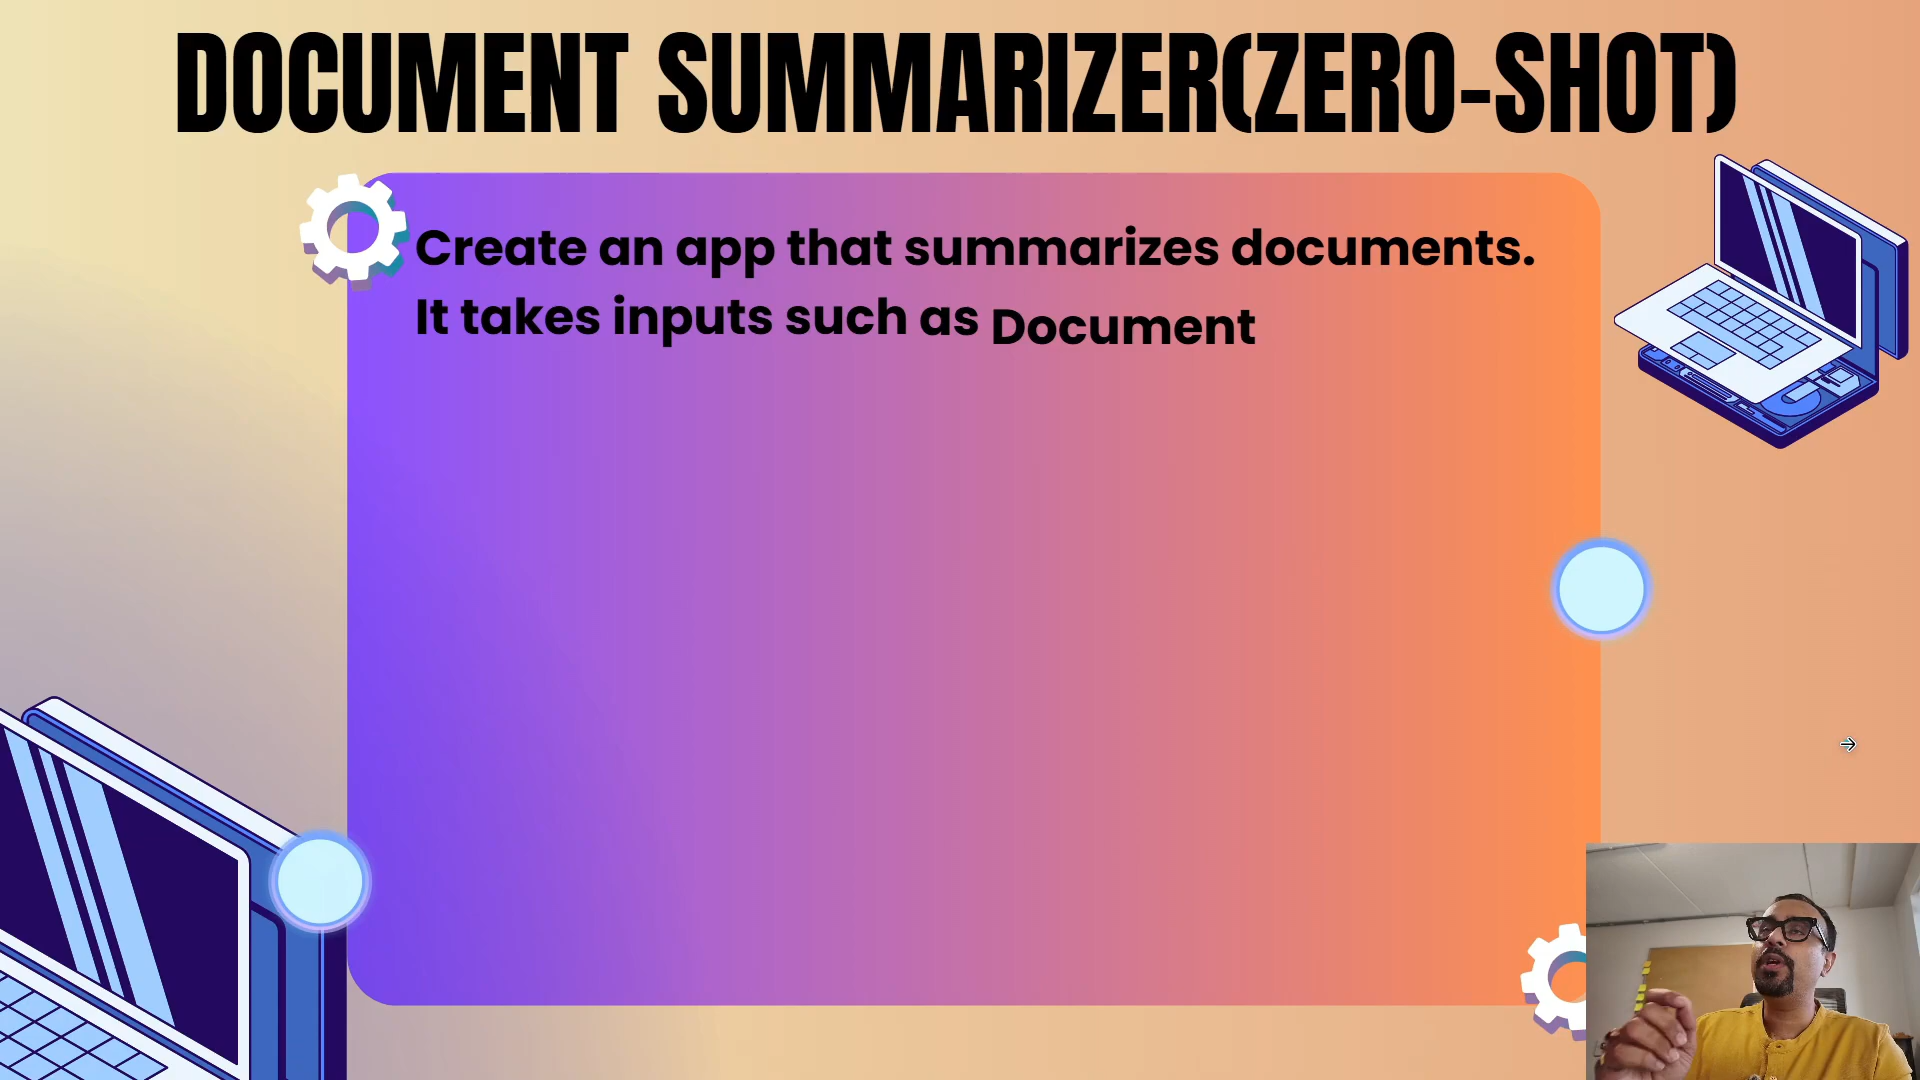 DOCUMENT SUMMARIZER(ZERO-SHOT)
Create an app that summarizes documents.
It takes inputs such as Document